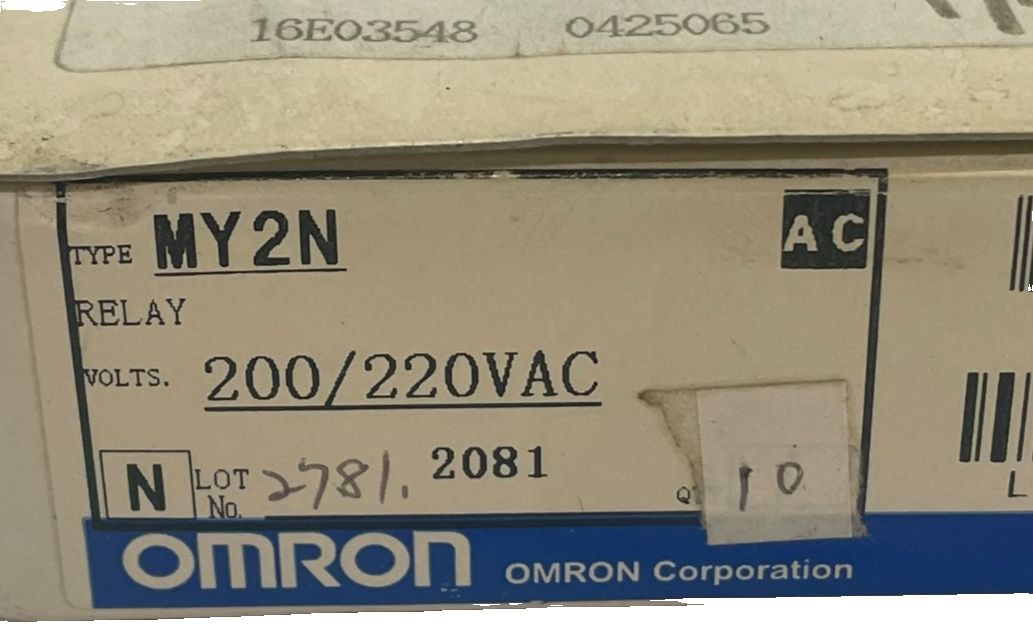 16E03548 0425065
TYPE MY2N AC
RELAY
VOLTS. 200/220VAC
N LOT No. 2781. 2081 10
OMRON OMRON Corporation
L